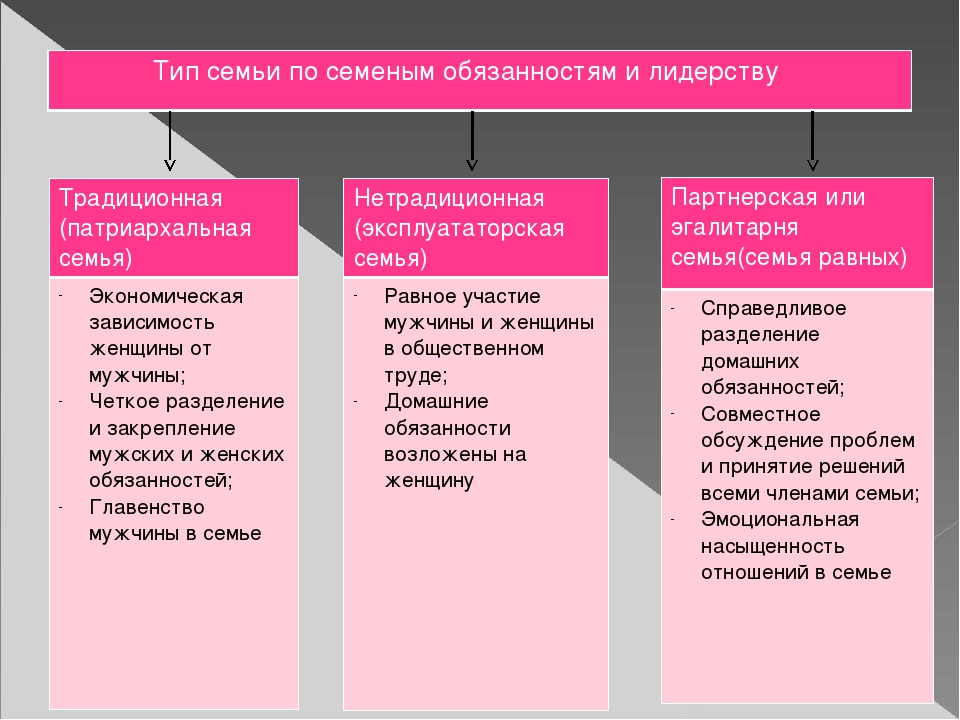 Тип семьи по семеным обязанностям и лидерству
Традиционная
(патриархальная
семья)
- Экономическая
зависимость
женщины от
мужчины;
- Четкое разделение
и закрепление
мужских и женских
обязанностей;
- Главенство
мужчины в семье
Нетрадиционная
(эксплуататорская
семья)
- Равное участие
мужчины и женщины
в общественном
труде;
- Домашние
обязанности
возложены на
женщину
Партнерская или
эгалитарня
семья(семья равных)
- Справедливое
разделение
домашних
обязанностей;
- Совместное
обсуждение проблем
и принятие решений
всеми членами семьи;
- Эмоциональная
насыщенность
отношений в семье